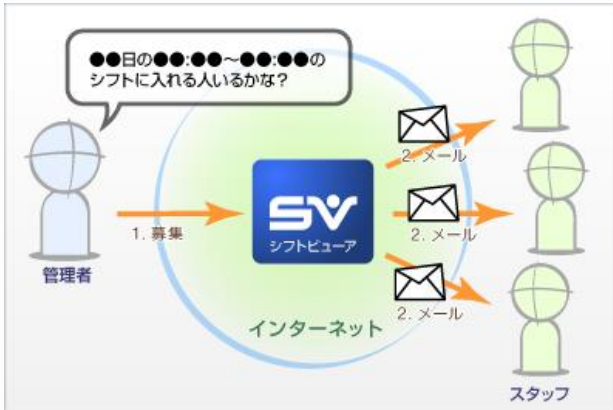 ●●日の●●:●●～●●:●●の
シフトに入れる人いるかな？
2. メール
1. 募集
SV
シフトビューア
2. メール
管理者
2. メール
インターネット
スタッフ